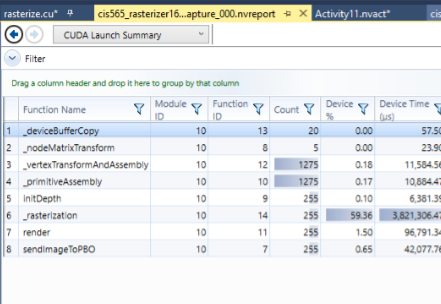 rasterize.cu* cis565_rasterizer16...apture_000.nvreport Activity11.nvact* cis
CUDA Launch Summary
Filter
Drag a column header and drop it here to group by that column
Function Name Module ID Function ID Count Device % Device Time (µs)
1 _deviceBufferCopy 10 13 20 0.00 57.50
2 _nodeMatrixTransform 10 8 5 0.00 23.90
3 _vertexTransformAndAssembly 10 12 1275 0.18 11,584.56
4 _primitiveAssembly 10 10 1275 0.17 10,884.47
5 initDepth 10 9 255 0.10 6,381.39
6 _rasterization 10 14 255 59.36 3,821,306.47
7 render 10 11 255 1.50 96,791.34
8 sendImageToPBO 10 7 255 0.65 42,077.76